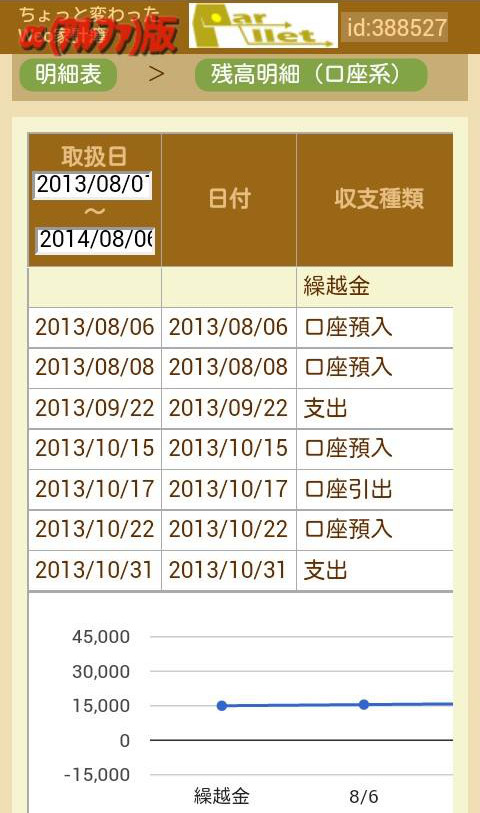 ちょっと変わった
α(アルファ)版
Parllet.
id:388527
明細表 > 残高明細（口座系）
取扱日 日付 収支種類
2013/08/0
～
2014/08/06
繰越金
2013/08/06 2013/08/06 口座預入
2013/08/08 2013/08/08 口座預入
2013/09/22 2013/09/22 支出
2013/10/15 2013/10/15 口座預入
2013/10/17 2013/10/17 口座引出
2013/10/22 2013/10/22 口座預入
2013/10/31 2013/10/31 支出
45,000
30,000
15,000
0
-15,000
繰越金 8/6